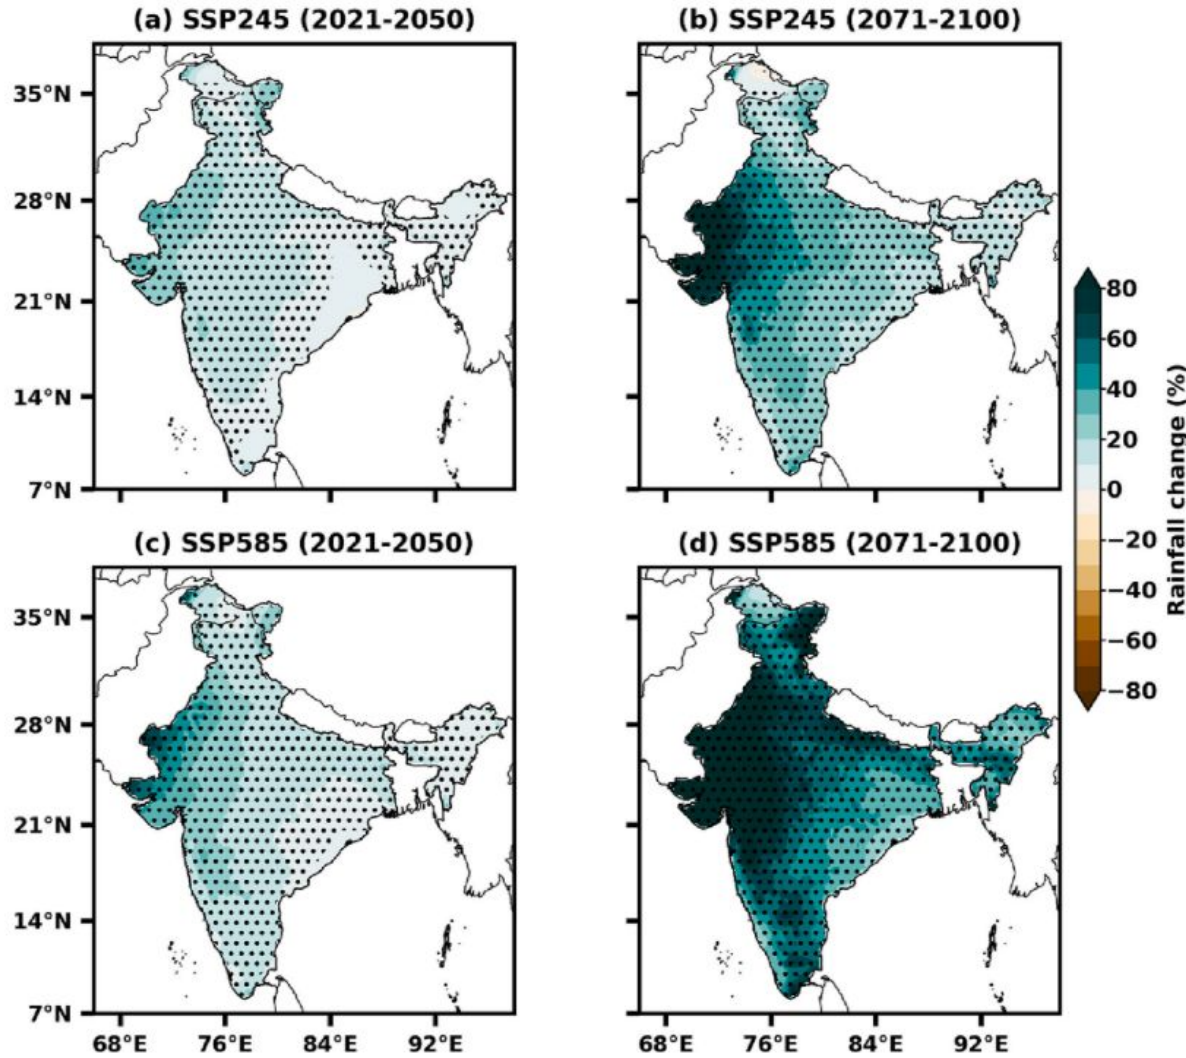 (a) SSP245 (2021-2050)
(b) SSP245 (2071-2100)
35°N
28°N
21°N
14°N
7°N
80
60
40
20
0
−20
−40
−60
−80
Rainfall change (%)
(c) SSP585 (2021-2050)
(d) SSP585 (2071-2100)
35°N
28°N
21°N
14°N
7°N
68°E 76°E 84°E 92°E
68°E 76°E 84°E 92°E